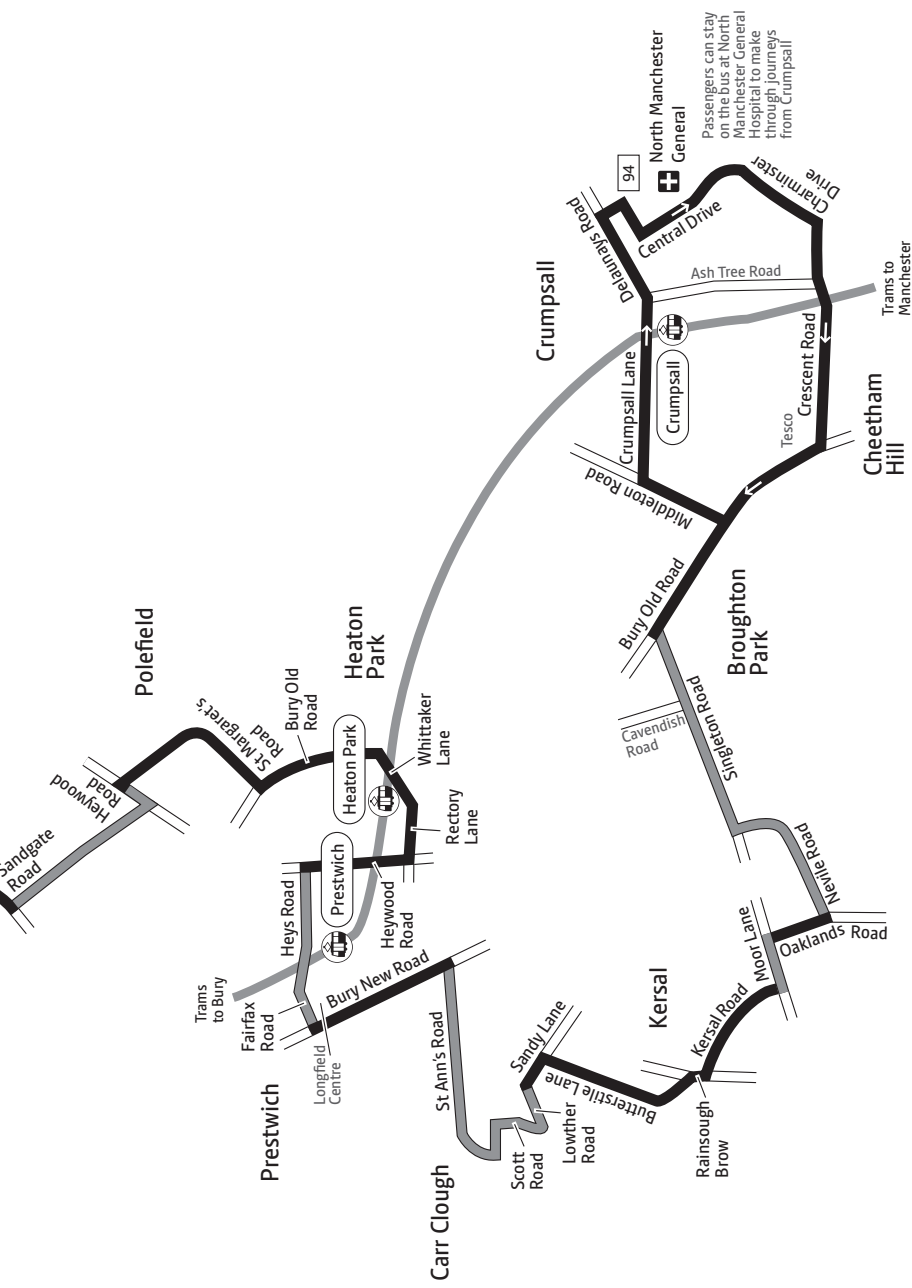 Sandgate
Road
Heywood
Road
Polefield
St Margaret's
Road
Bury Old
Road
Heaton
Park
Heaton Park
Whittaker
Lane
Rectory
Lane
Prestwich
Heywood
Road
Heys Road
Trams
to Bury
Fairfax
Road
Longfield
Centre
Bury New Road
Prestwich
St Ann's Road
Carr Clough
Scott
Road
Lowther
Road
Sandy Lane
Butterstile Lane
Rainsough
Brow
Kersal
Kersal Road
Moor Lane
Oaklands Road
Nevile Road
Singleton Road
Cavendish
Road
Broughton
Park
Bury Old Road
Middleton Road
Crumpsall Lane
Crumpsall
Crumpsall
Delaunays Road
94
North Manchester
General
Passengers can stay
on the bus at North
Manchester General
Hospital to make
through journeys
from Crumpsall
Central Drive
Charminster
Drive
Ash Tree Road
Trams to
Manchester
Crescent Road
Tesco
Cheetham
Hill